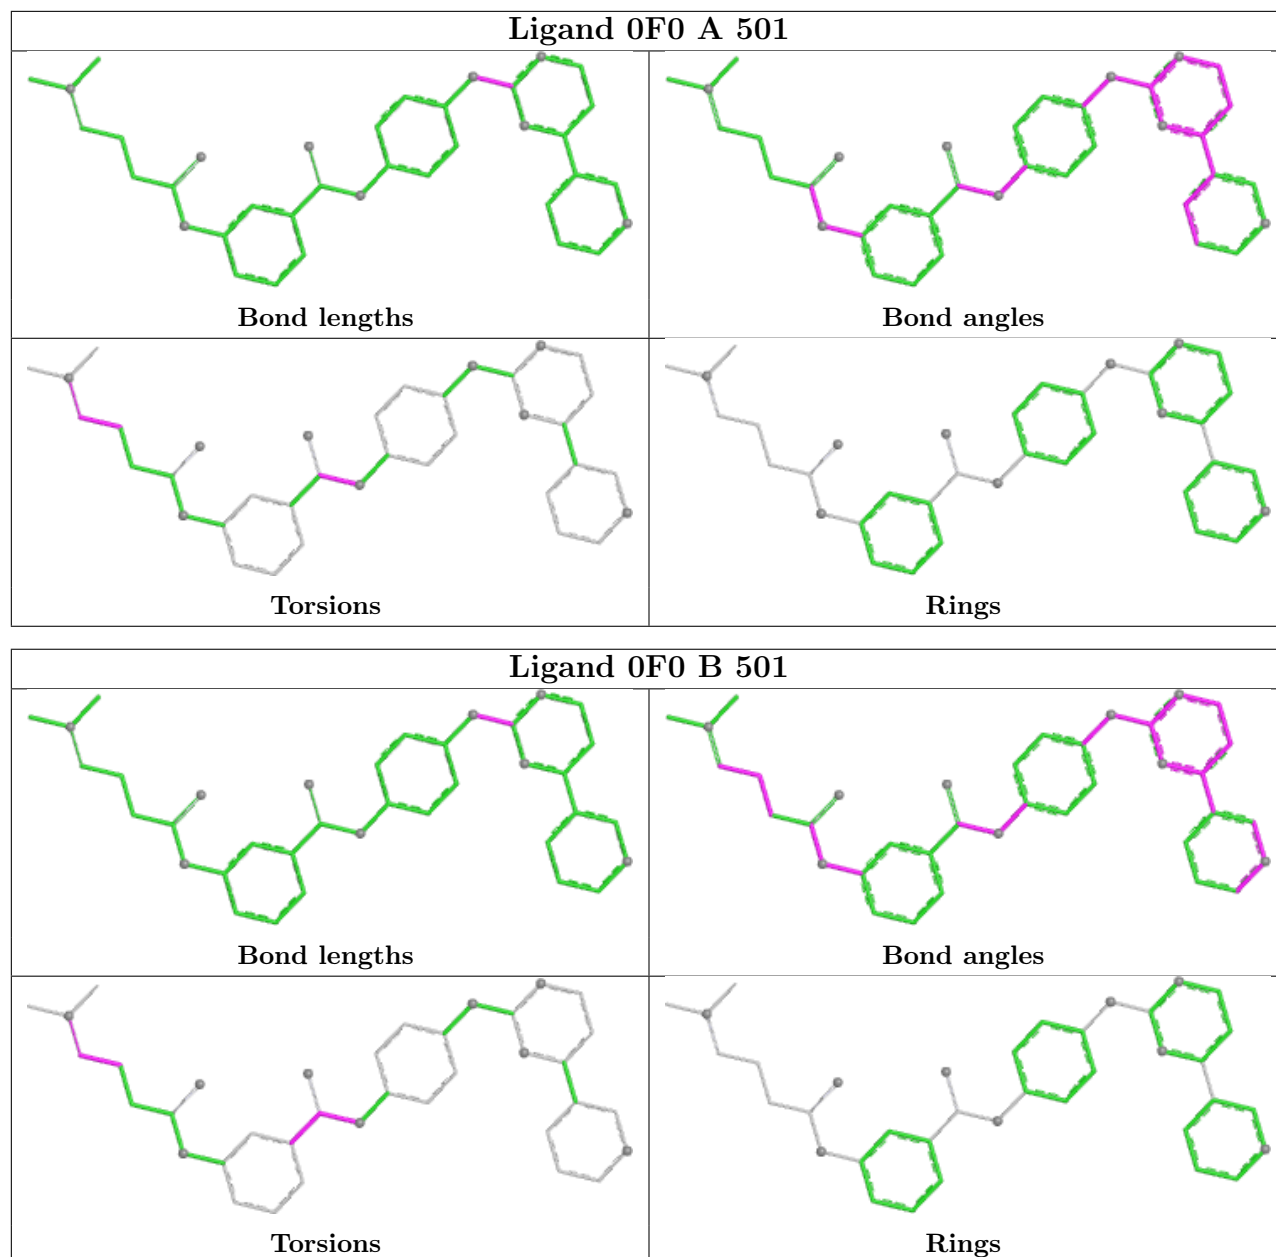 Ligand 0F0 A 501
Bond lengths
Bond angles
Torsions
Rings
Ligand 0F0 B 501
Bond lengths
Bond angles
Torsions
Rings